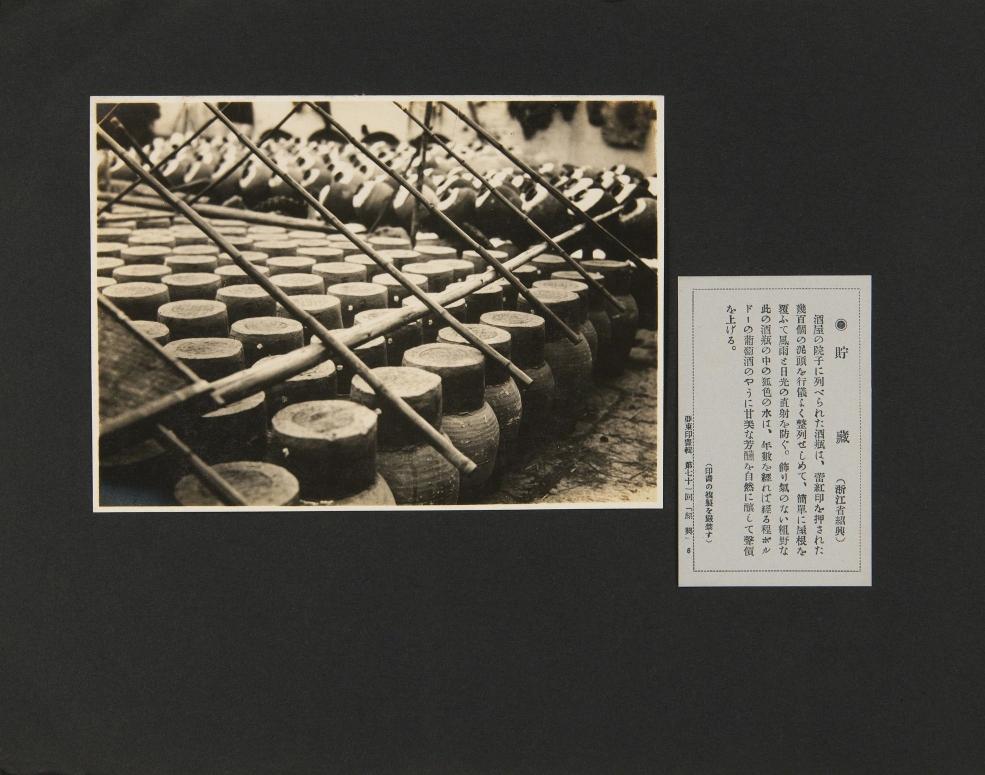 ◉ 貯藏 (浙江省紹興)
酒屋の院子に列べられた酒瓶は、蕾紅印を押された
幾百個の泥頭を行儀よく整列せしめて、簡單に屋根を
覆ふて風雨と日光の直射を防ぐ。飾り氣のない粗野な
此の酒瓶の中の狐色の水は、年數を經れば經る程ボル
ドーの葡萄酒のやうに甘美な芳醺を自然に釀して聲價
を上げる。
(印畫の複製を嚴禁す)
亞東印畫輯 第七十一回 「紹興」 6